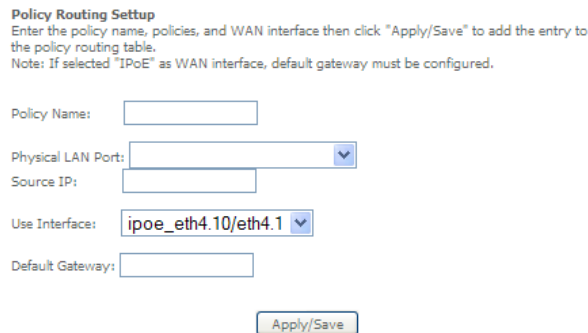 Policy Routing Setup
Enter the policy name, policies, and WAN interface then click "Apply/Save" to add the entry to
the policy routing table.
Note: If selected "IPoE" as WAN interface, default gateway must be configured.
Policy Name:
Physical LAN Port:
Source IP:
Use Interface: ipoe_eth4.10/eth4.1
Default Gateway:
Apply/Save